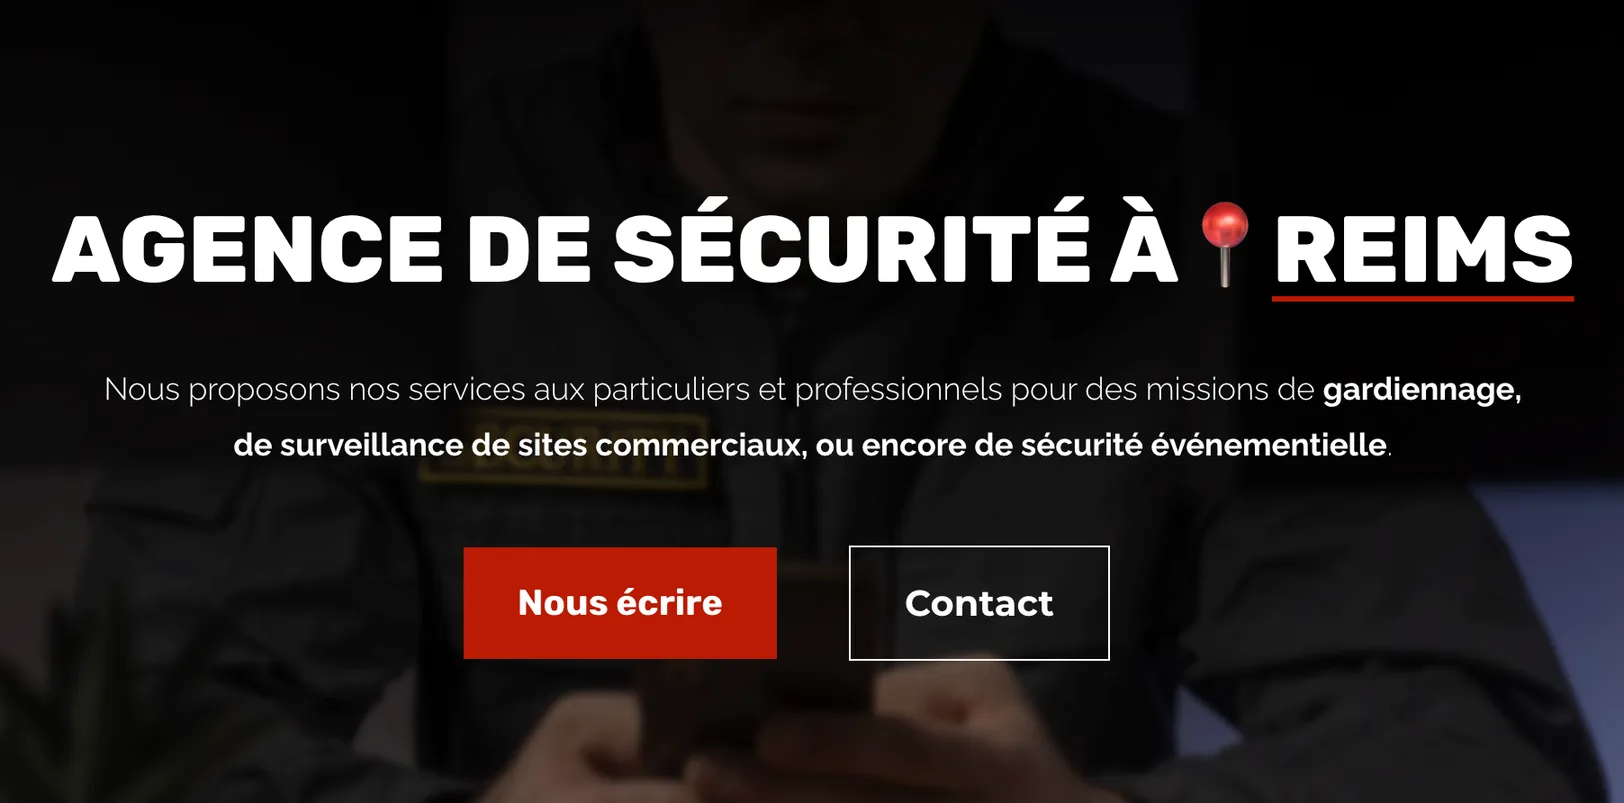 AGENCE DE SÉCURITÉ À📍REIMS
Nous proposons nos services aux particuliers et professionnels pour des missions de gardiennage,
de surveillance de sites commerciaux, ou encore de sécurité événementielle.
SECURITY
Nous écrire
Contact